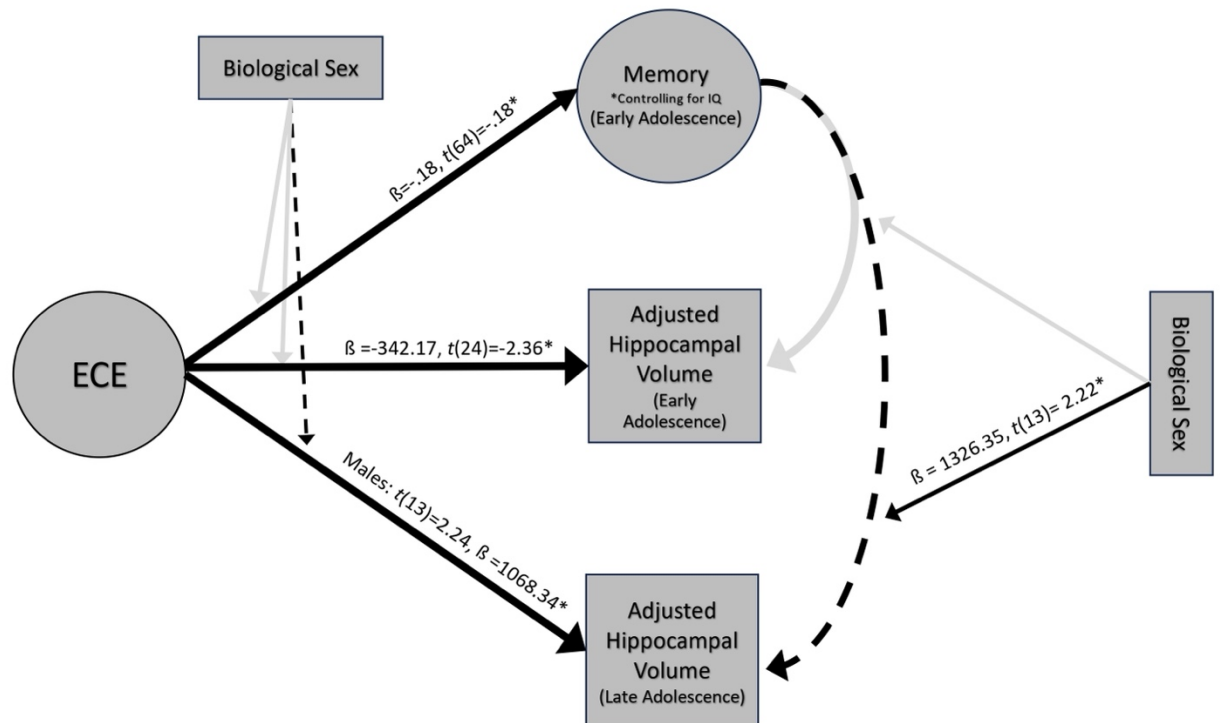 Biological Sex
Memory
*Controlling for IQ
(Early Adolescence)
ß=-.18, t(64)=-.18*
ECE
ß =-342.17, t(24)=-2.36*
Adjusted
Hippocampal
Volume
(Early
Adolescence)
Biological Sex
ß = 1326.35, t(13)= 2.22*
Males: t(13)=2.24, ß =1068.34*
Adjusted
Hippocampal
Volume
(Late Adolescence)